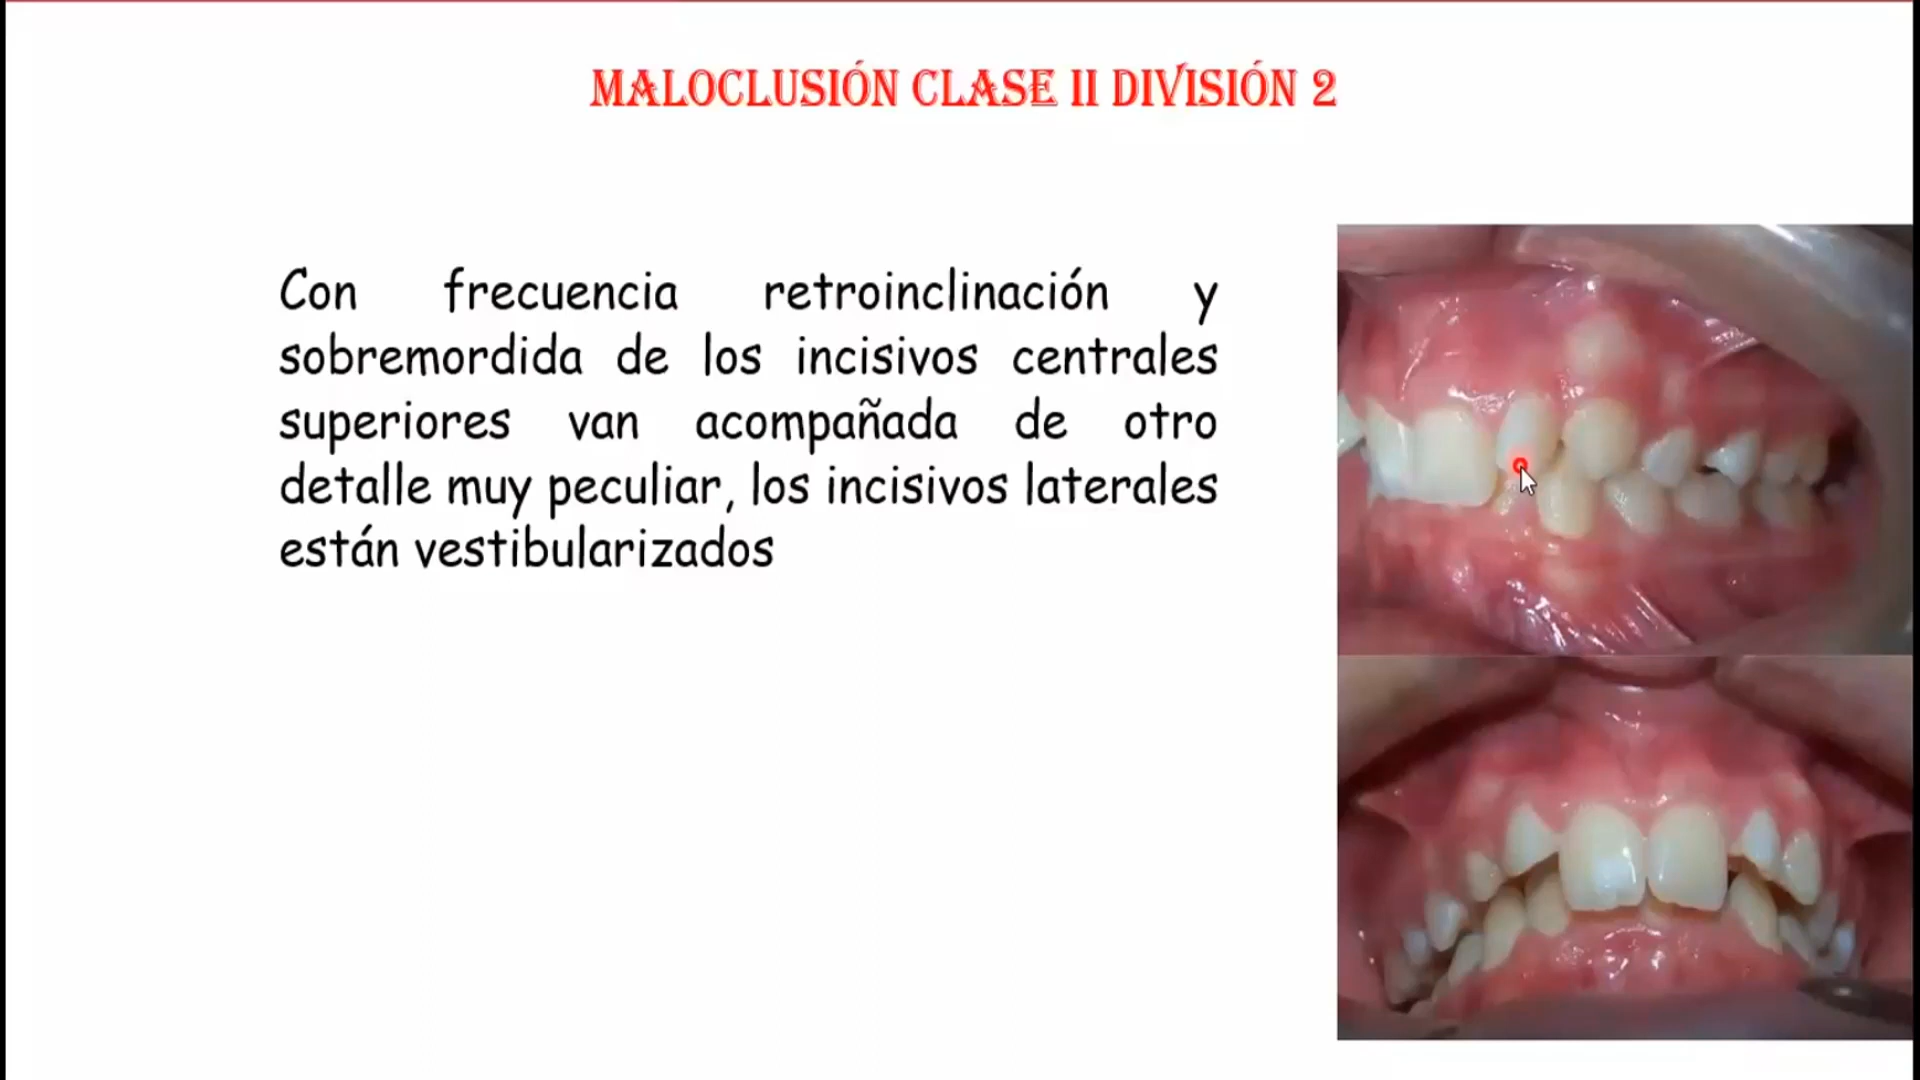 MALOCLUSIÓN CLASE II DIVISIÓN 2
Con frecuencia retroinclinación y
sobremordida de los incisivos centrales
superiores van acompañada de otro
detalle muy peculiar, los incisivos laterales
están vestibularizados